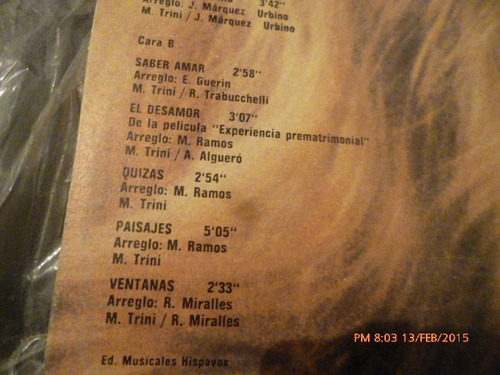 3'42"
Arreglo: J. Márquez Urbino
M. Trini / J. Márquez Urbino
Cara B
SABER AMAR 2'58"
Arreglo: E. Guerin
M. Trini / R. Trabucchelli
EL DESAMOR 3'07"
De la película "Experiencia prematrimonial"
Arreglo: M. Ramos
M. Trini / A. Algueró
QUIZAS 2'54"
Arreglo: M. Ramos
M. Trini
PAISAJES 5'05"
Arreglo: M. Ramos
M. Trini
VENTANAS 2'33"
Arreglo: R. Miralles
M. Trini / R. Miralles
Ed. Musicales Hispavox
PM 8:03 13/FEB/2015